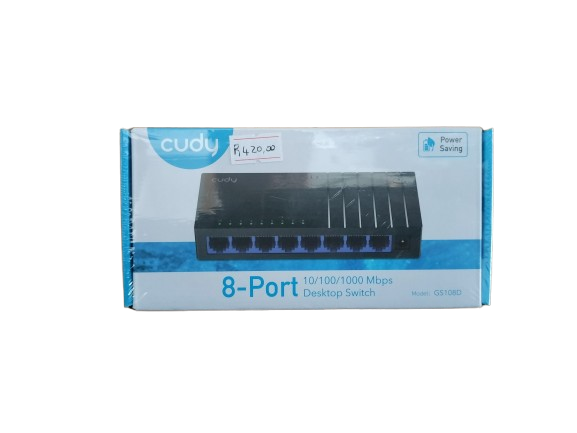 cudy
R420,00
Power
Saving
cudy
8-Port
10/100/1000 Mbps
Desktop Switch
Model: GS108D